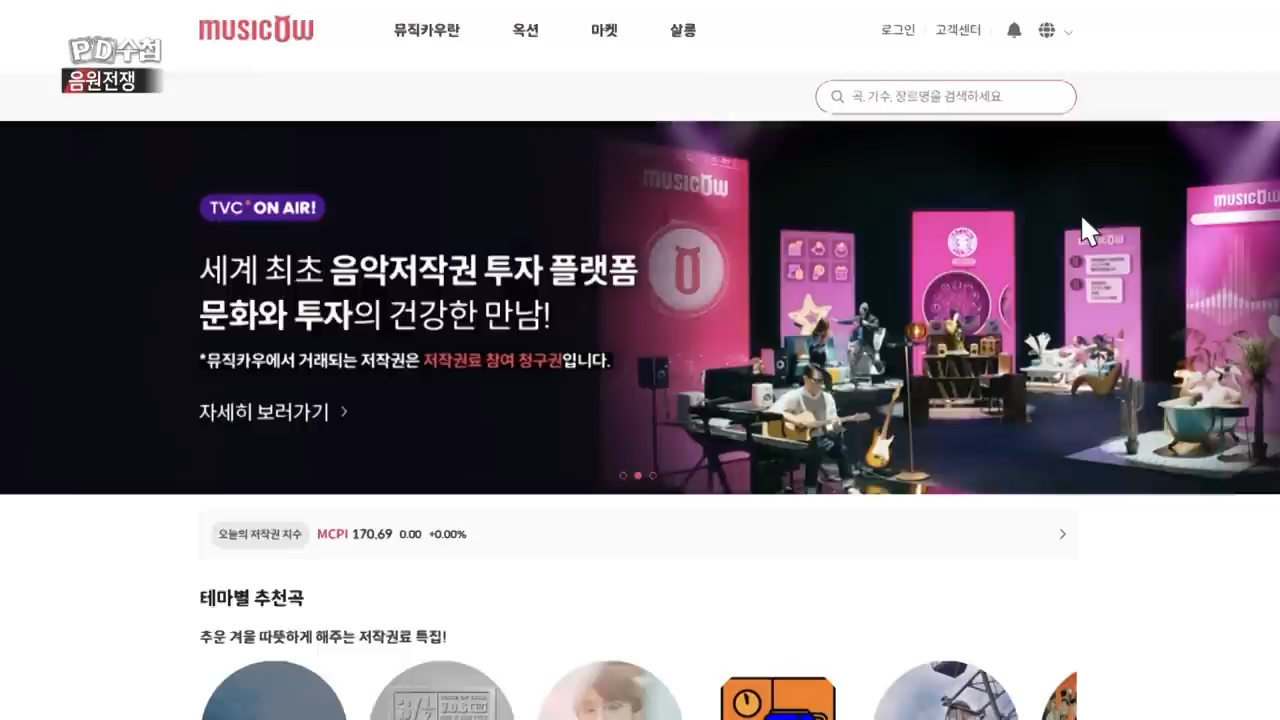 musicow
뮤직카우란
옥션
마켓
살롱
로그인
고객센터
PD수첩
음원전쟁
곡, 가수, 장르명을 검색하세요.
TVC ON AIR!
세계 최초 음악저작권 투자 플랫폼
문화와 투자의 건강한 만남!
*뮤직카우에서 거래되는 저작권은 저작권료 참여 청구권입니다.
자세히 보러가기
musicow
musicow
오늘의 저작권 지수 MCPI 170.69 0.00 +0.00%
테마별 추천곡
추운 겨울 따뜻하게 해주는 저작권료 특집!